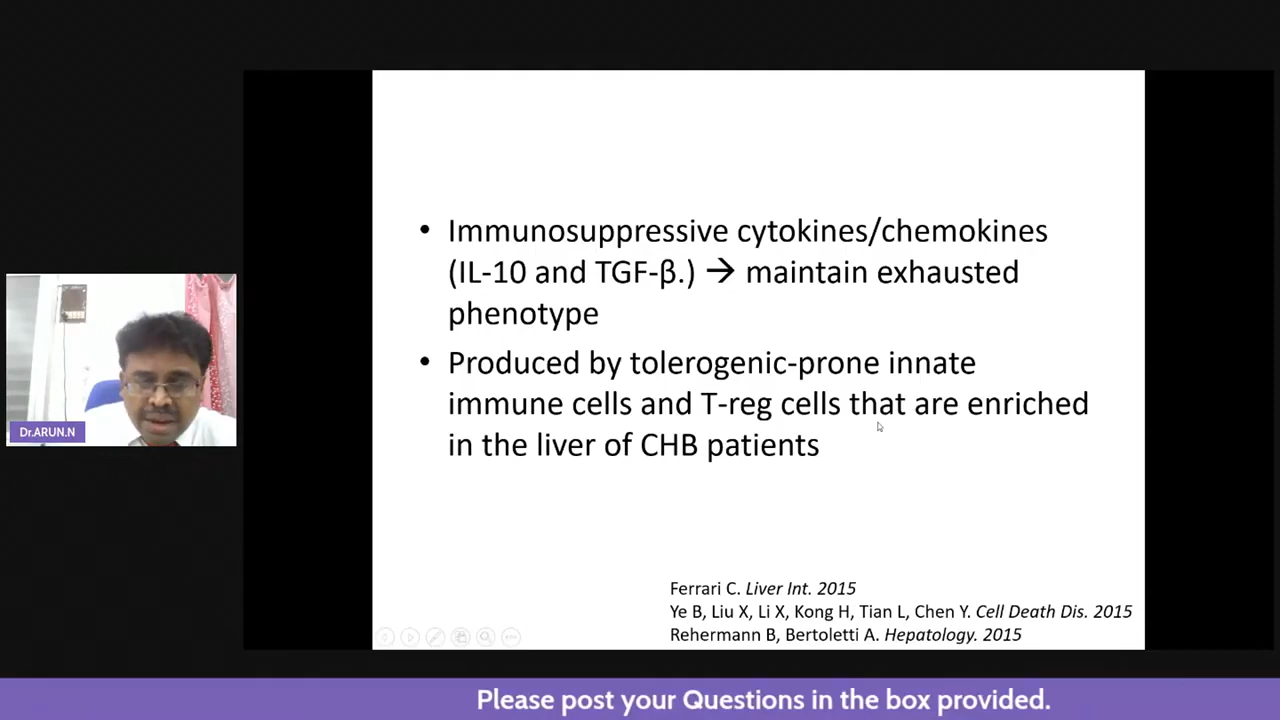 • Immunosuppressive cytokines/chemokines
(IL-10 and TGF-β.) → maintain exhausted
phenotype
• Produced by tolerogenic-prone innate
immune cells and T-reg cells that are enriched
in the liver of CHB patients
Dr.ARUN.N
Ferrari C. Liver Int. 2015
Ye B, Liu X, Li X, Kong H, Tian L, Chen Y. Cell Death Dis. 2015
Rehermann B, Bertoletti A. Hepatology. 2015
Please post your Questions in the box provided.